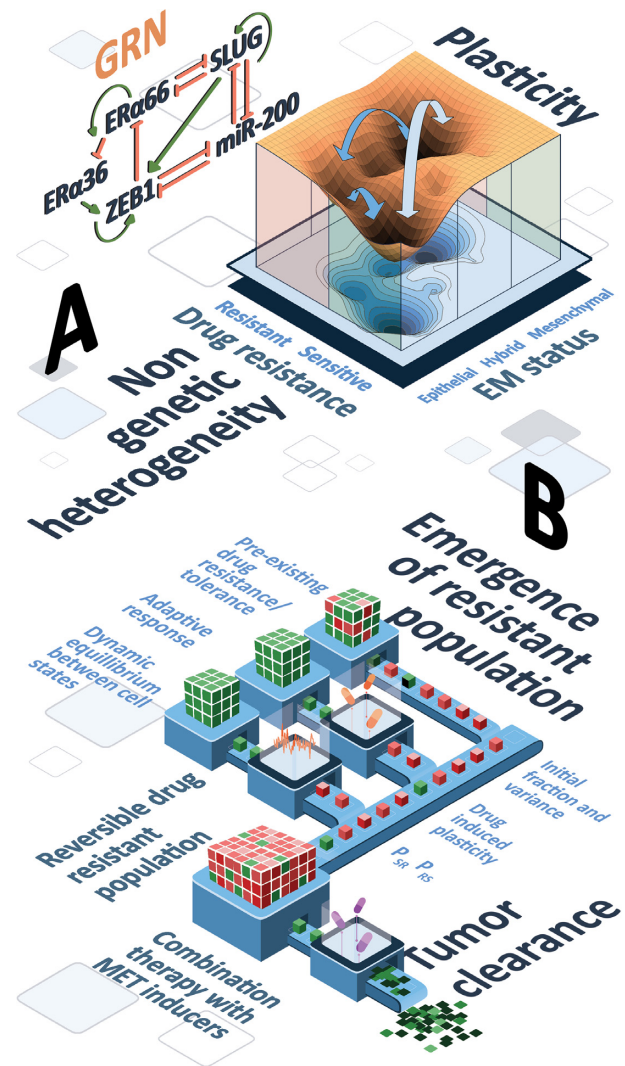 GRN
SLUG
ERα66
miR-200
ERα36
ZEB1
Plasticity
A
Resistant Sensitive
Drug resistance
Epithelial Hybrid Mesenchymal
EM status
Non
genetic
heterogeneity
B
Emergence
of resistant
population
Pre-existing
drug
resistance/
tolerance
Adaptive
response
Dynamic
equillibrium
between cell
states
Initial
fraction and
variance
Drug
induced
plasticity
PSR PRS
Reversible drug
resistant
population
Combination
therapy with
MET inducers
Tumor
clearance